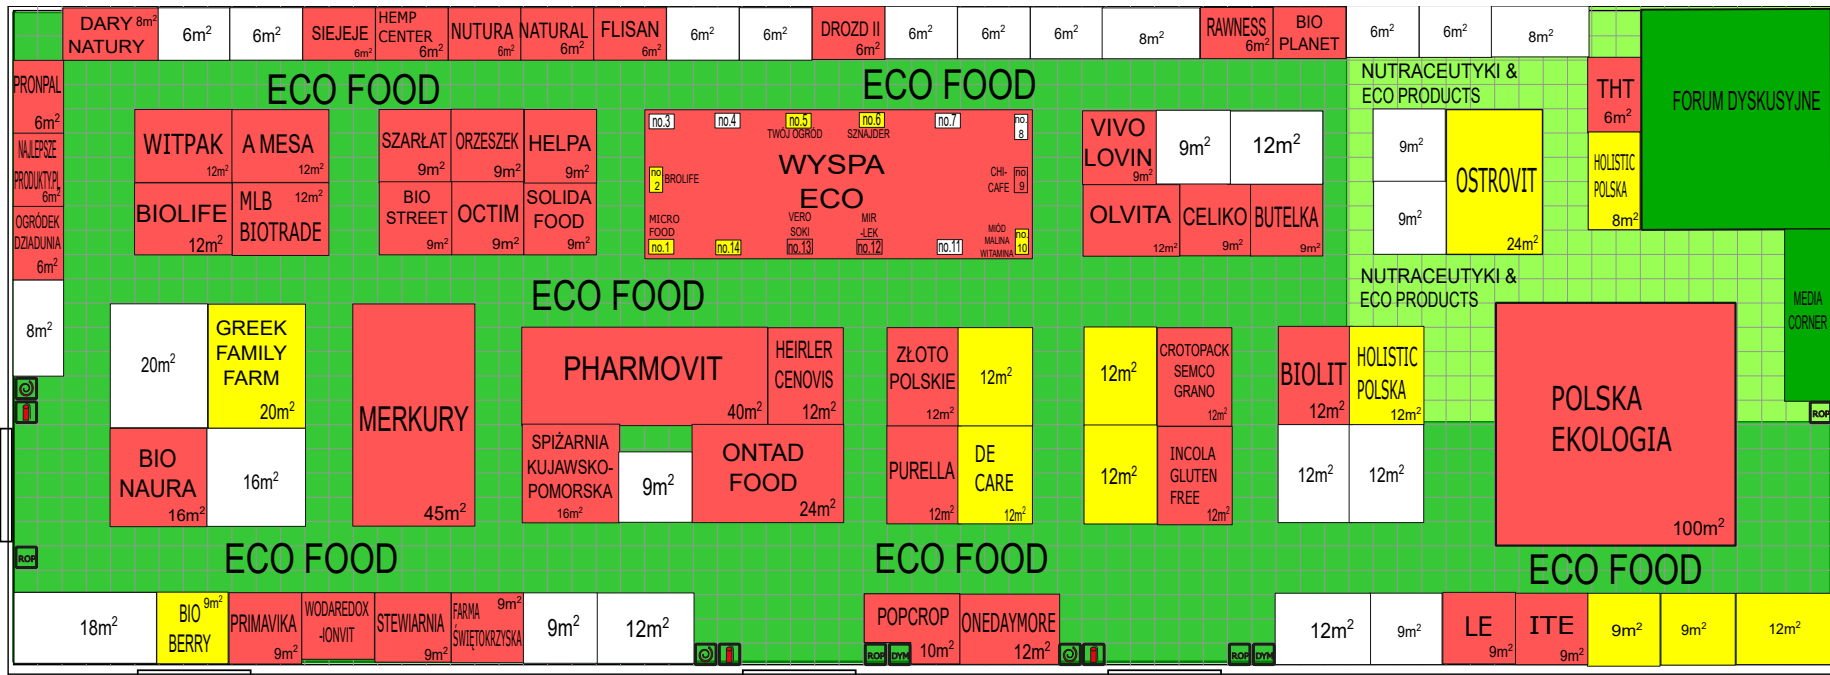 DARY 8m²
NATURY
6m²
6m²
SIEJEJE
6m²
HEMP
CENTER
6m²
NUTURA
6m²
NATURAL
6m²
FLISAN
6m²
6m²
6m²
DROZD II
6m²
6m²
6m²
6m²
8m²
RAWNESS
6m²
BIO
PLANET
6m²
6m²
8m²
PRONPAL
6m²
NAJLEPSZE
PRODUKTY.PL
6m²
OGRÓDEK
DZIADUNIA
6m²
8m²
ECO FOOD
ECO FOOD
NUTRACEUTYKI &
ECO PRODUCTS
THT
6m²
HOLISTIC
POLSKA
8m²
FORUM DYSKUSYJNE
MEDIA
CORNER
ROP
WITPAK
12m²
A MESA
12m²
BIOLIFE
12m²
MLB 12m²
BIOTRADE
SZARŁAT
9m²
ORZESZEK
9m²
HELPA
9m²
BIO
STREET
9m²
OCTIM
9m²
SOLIDA
FOOD
9m²
no.3
no.4
no.5
TWÓJ OGRÓD
no.6
SZNAJDER
no.7
no.
8
no
2
BROLIFE
WYSPA
ECO
CHI-
CAFE
no
9
MICRO
FOOD
no.1
no.14
VERO
SOKI
no.13
MIR
-LEK
no.12
no.11
MIÓD
MALINA
WITAMINA
no.
10
VIVO
LOVIN
9m²
9m²
12m²
OLVITA
12m²
CELIKO
9m²
BUTELKA
9m²
9m²
9m²
OSTROVIT
24m²
ECO FOOD
NUTRACEUTYKI &
ECO PRODUCTS
20m²
GREEK
FAMILY
FARM
20m²
BIO
NAURA
16m²
16m²
MERKURY
45m²
PHARMOVIT
40m²
HEIRLER
CENOVIS
12m²
SPIŻARNIA
KUJAWSKO-
POMORSKA
16m²
9m²
ONTAD
FOOD
24m²
ZŁOTO
POLSKIE
12m²
12m²
PURELLA
12m²
DE
CARE
12m²
12m²
CROTOPACK
SEMCO
GRANO
12m²
12m²
INCOLA
GLUTEN
FREE
12m²
BIOLIT
12m²
HOLISTIC
POLSKA
12m²
12m²
12m²
POLSKA
EKOLOGIA
100m²
ROP
ECO FOOD
ECO FOOD
ECO FOOD
18m²
BIO 9m²
BERRY
PRIMAVIKA
9m²
WODAREDOX
-IONVIT
STEWIARNIA
9m²
FARMA 9m²
ŚWIĘTOKRZYSKA
9m²
12m²
POPCROP
10m²
ONEDAYMORE
12m²
ROP
DYM
ROP
DYM
12m²
9m²
LE
9m²
ITE
9m²
9m²
9m²
12m²